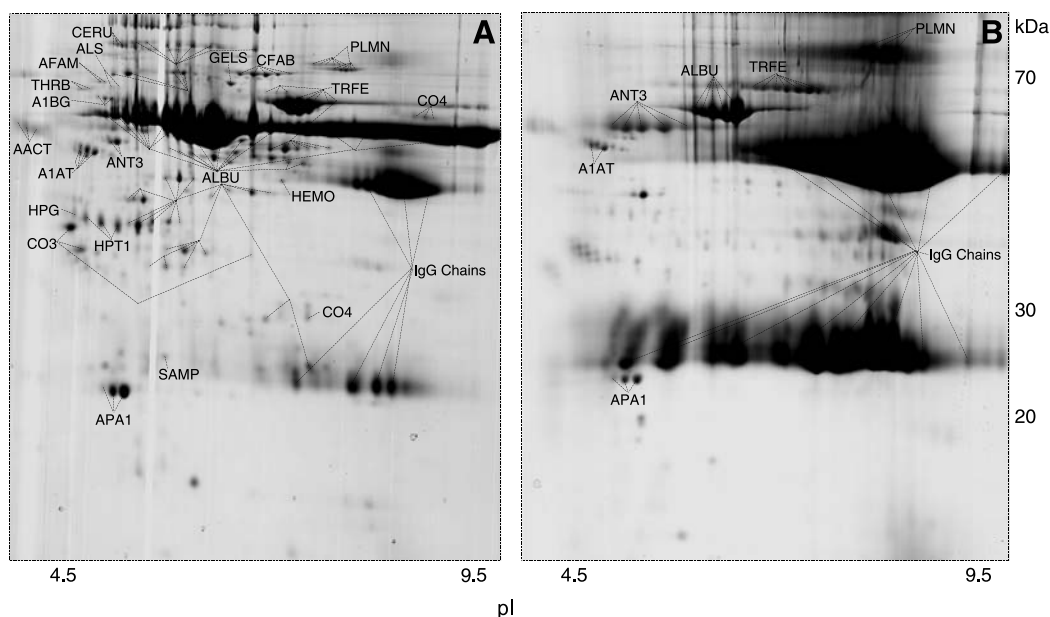 A
CERU
ALS
AFAM
THRB
A1BG
AACT
A1AT
ANT3
GELS
CFAB
PLMN
TRFE
CO4
ALBU
HEMO
HPG
HPT1
CO3
IgG Chains
CO4
SAMP
APA1
4.5
9.5
B
PLMN
ALBU
TRFE
ANT3
A1AT
IgG Chains
APA1
4.5
9.5
kDa
70
30
20
pI